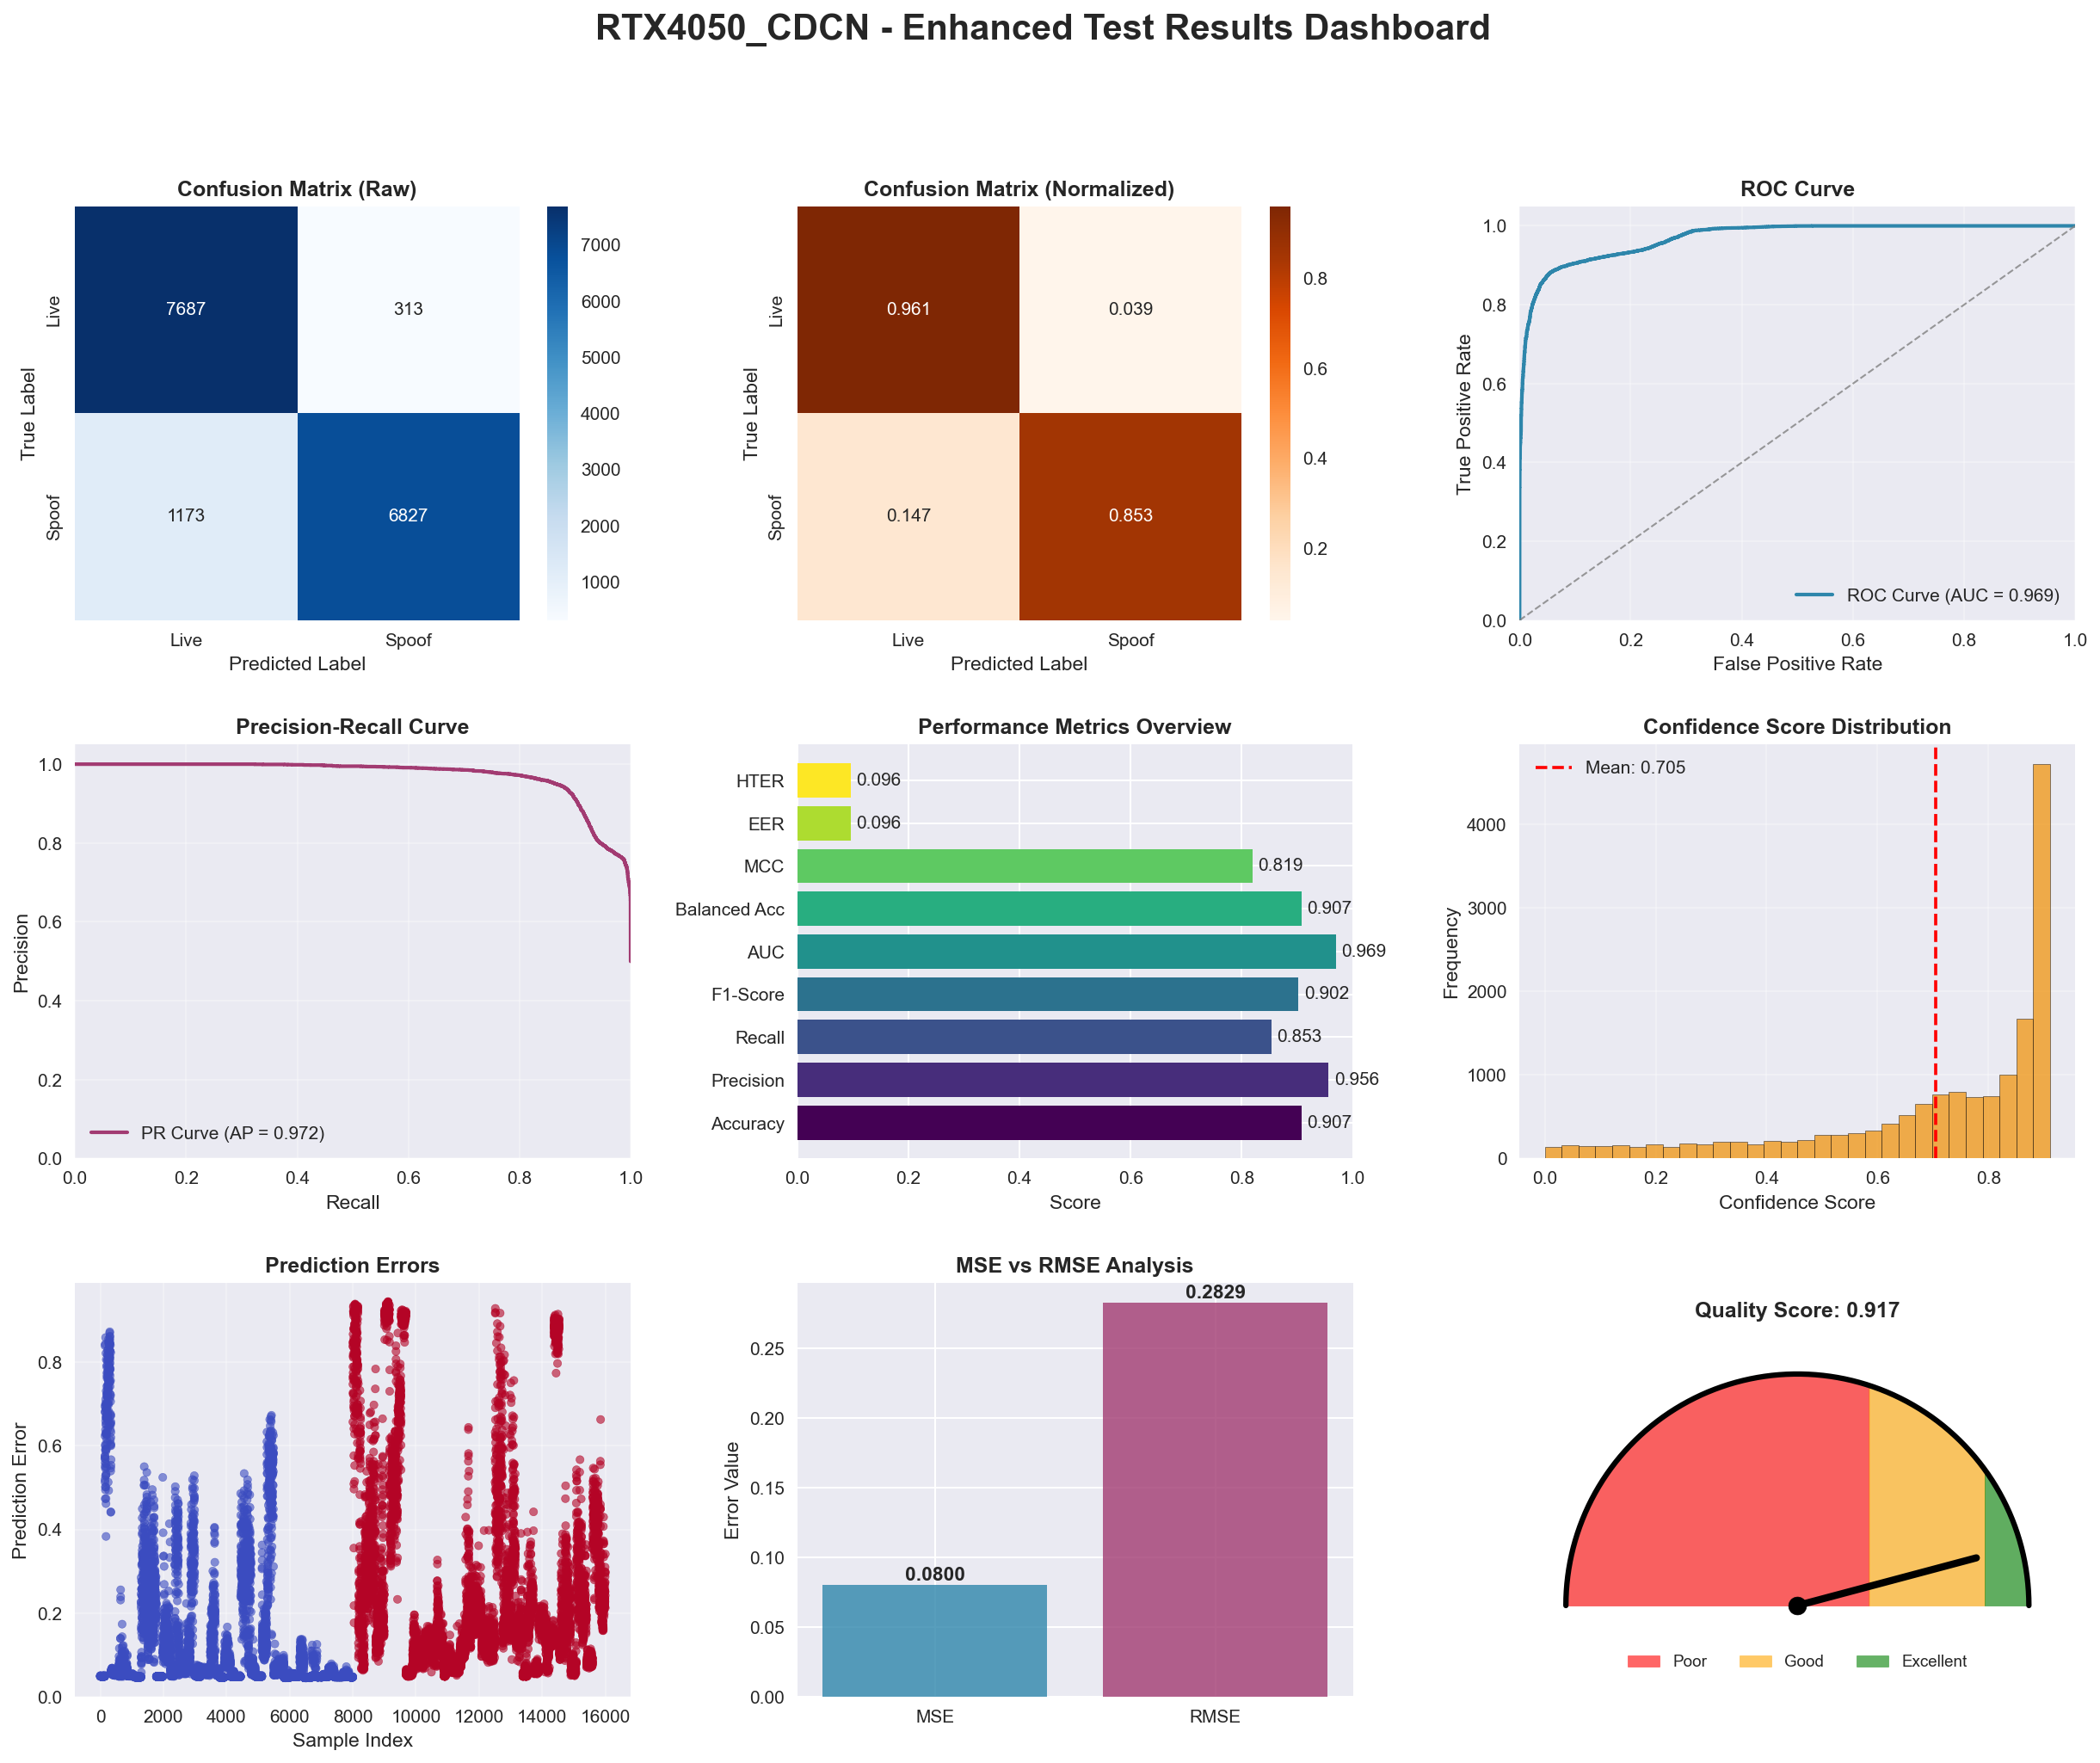 RTX4050_CDCN - Enhanced Test Results Dashboard
Confusion Matrix (Raw)
True Label
Live
Spoof
7687
313
1173
6827
Live
Spoof
Predicted Label
7000
6000
5000
4000
3000
2000
1000
Confusion Matrix (Normalized)
True Label
Live
Spoof
0.961
0.039
0.147
0.853
Live
Spoof
Predicted Label
0.8
0.6
0.4
0.2
ROC Curve
True Positive Rate
1.0
0.8
0.6
0.4
0.2
0.0
ROC Curve (AUC = 0.969)
0.0
0.2
0.4
0.6
0.8
1.0
False Positive Rate
Precision-Recall Curve
Precision
1.0
0.8
0.6
0.4
0.2
0.0
PR Curve (AP = 0.972)
0.0
0.2
0.4
0.6
0.8
1.0
Recall
Performance Metrics Overview
HTER
0.096
EER
0.096
MCC
0.819
Balanced Acc
0.907
AUC
0.969
F1-Score
0.902
Recall
0.853
Precision
0.956
Accuracy
0.907
0.0
0.2
0.4
0.6
0.8
1.0
Score
Confidence Score Distribution
Mean: 0.705
Frequency
4000
3000
2000
1000
0
0.0
0.2
0.4
0.6
0.8
Confidence Score
Prediction Errors
Prediction Error
0.8
0.6
0.4
0.2
0.0
0
2000
4000
6000
8000
10000
12000
14000
16000
Sample Index
MSE vs RMSE Analysis
Error Value
0.25
0.20
0.15
0.10
0.05
0.00
0.0800
0.2829
MSE
RMSE
Quality Score: 0.917
Poor
Good
Excellent